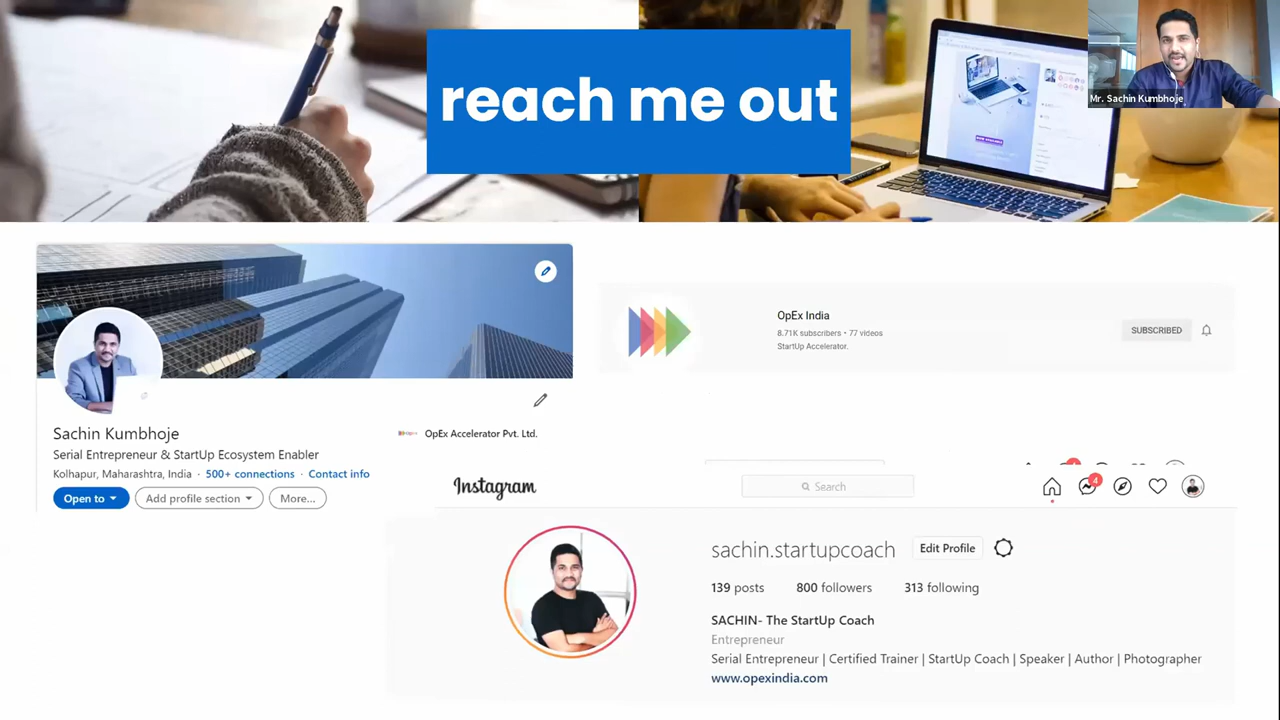 reach me out
Mr. Sachin Kumbhoje
OpEx India
8.71K subscribers • 77 videos
StartUp Accelerator.
SUBSCRIBED
Sachin Kumbhoje
OpEx Accelerator Pvt. Ltd.
Serial Entrepreneur & StartUp Ecosystem Enabler
Kolhapur, Maharashtra, India · 500+ connections · Contact info
Open to
Add profile section
More...
Instagram
Search
4
sachin.startupcoach
Edit Profile
139 posts 800 followers 313 following
SACHIN- The StartUp Coach
Entrepreneur
Serial Entrepreneur | Certified Trainer | StartUp Coach | Speaker | Author | Photographer
www.opexindia.com